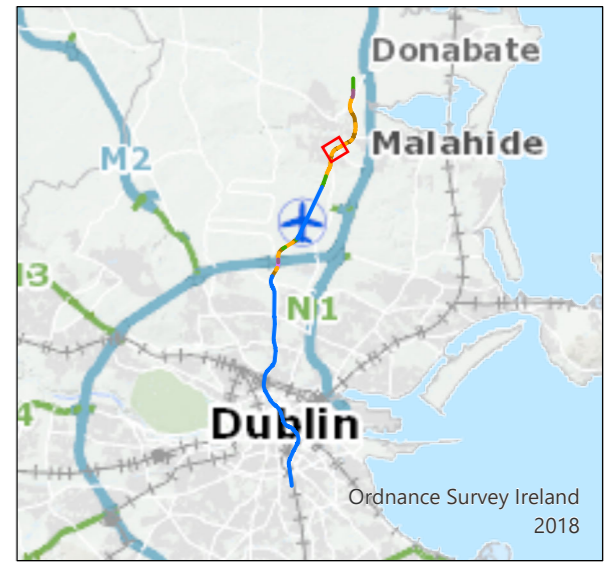 Donabate
Malahide
M2
N1
Dublin
Ordnance Survey Ireland
2018